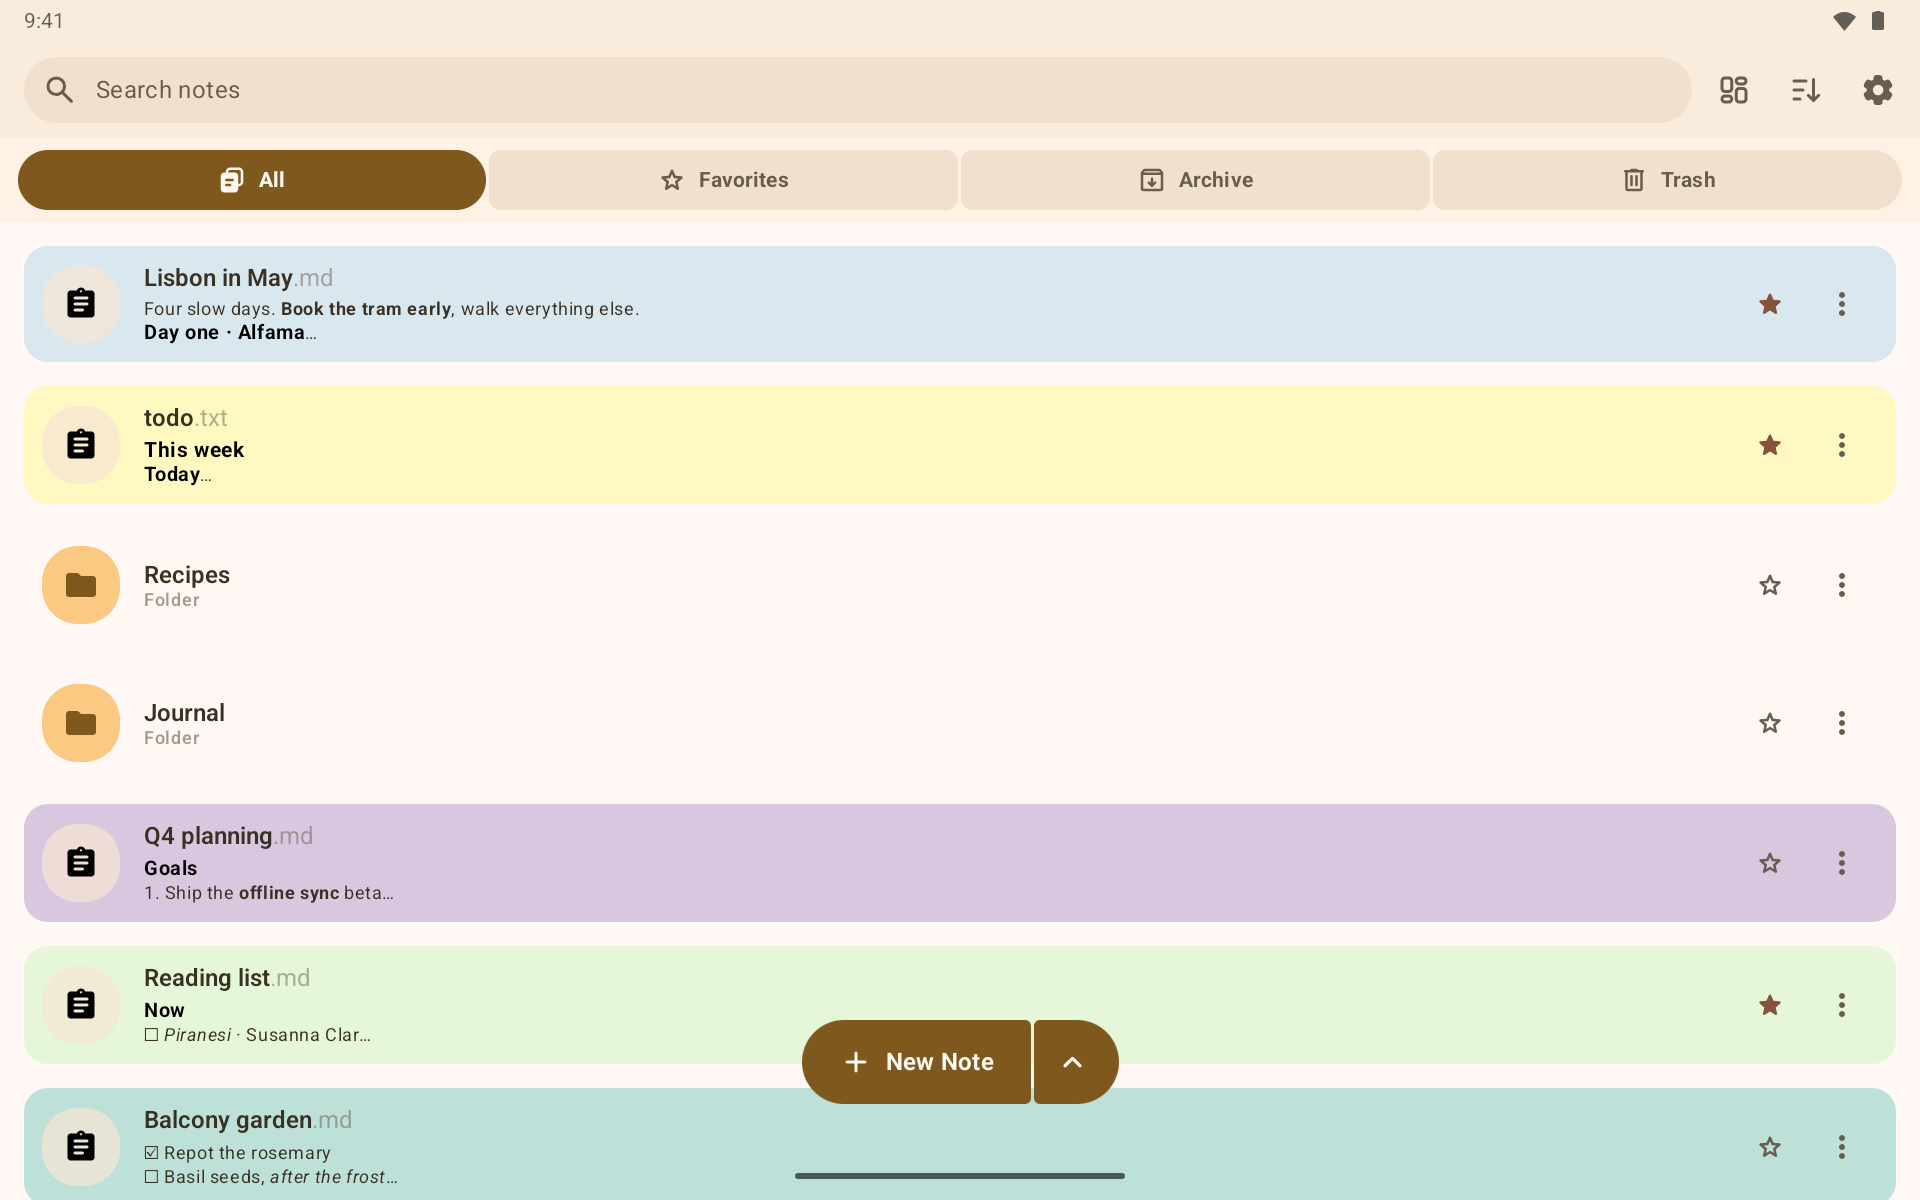 9:41
Search notes
All
Favorites
Archive
Trash
Lisbon in May.md
Four slow days. Book the tram early, walk everything else.
Day one · Alfama…
todo.txt
This week
Today…
Recipes
Folder
Journal
Folder
Q4 planning.md
Goals
1. Ship the offline sync beta…
Reading list.md
Now
☐ Piranesi · Susanna Clar…
New Note
Balcony garden.md
☑ Repot the rosemary
☐ Basil seeds, after the frost…